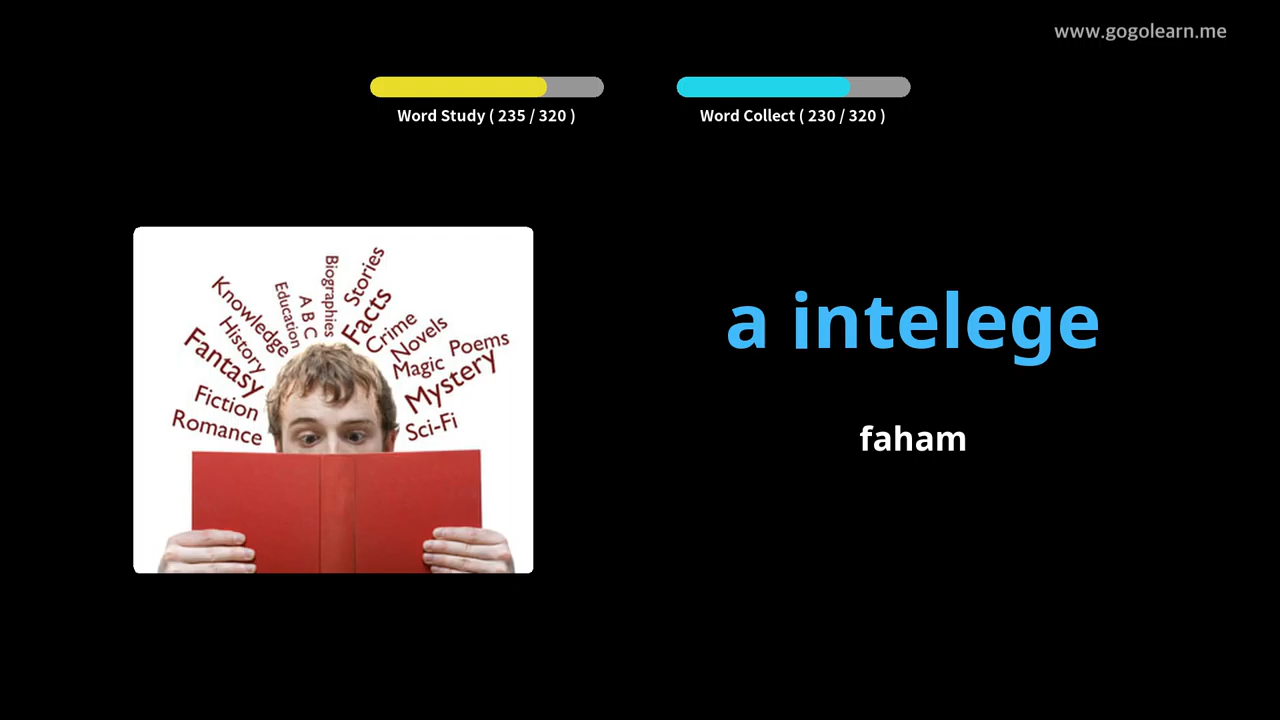 www.gogolearn.me
Word Study ( 235 / 320 )
Word Collect ( 230 / 320 )
Knowledge
Education
A B C
Biographies
Stories
Facts
History
Crime
Novels
Fantasy
Magic
Poems
Mystery
Fiction
Romance
Sci-Fi
a intelege
faham